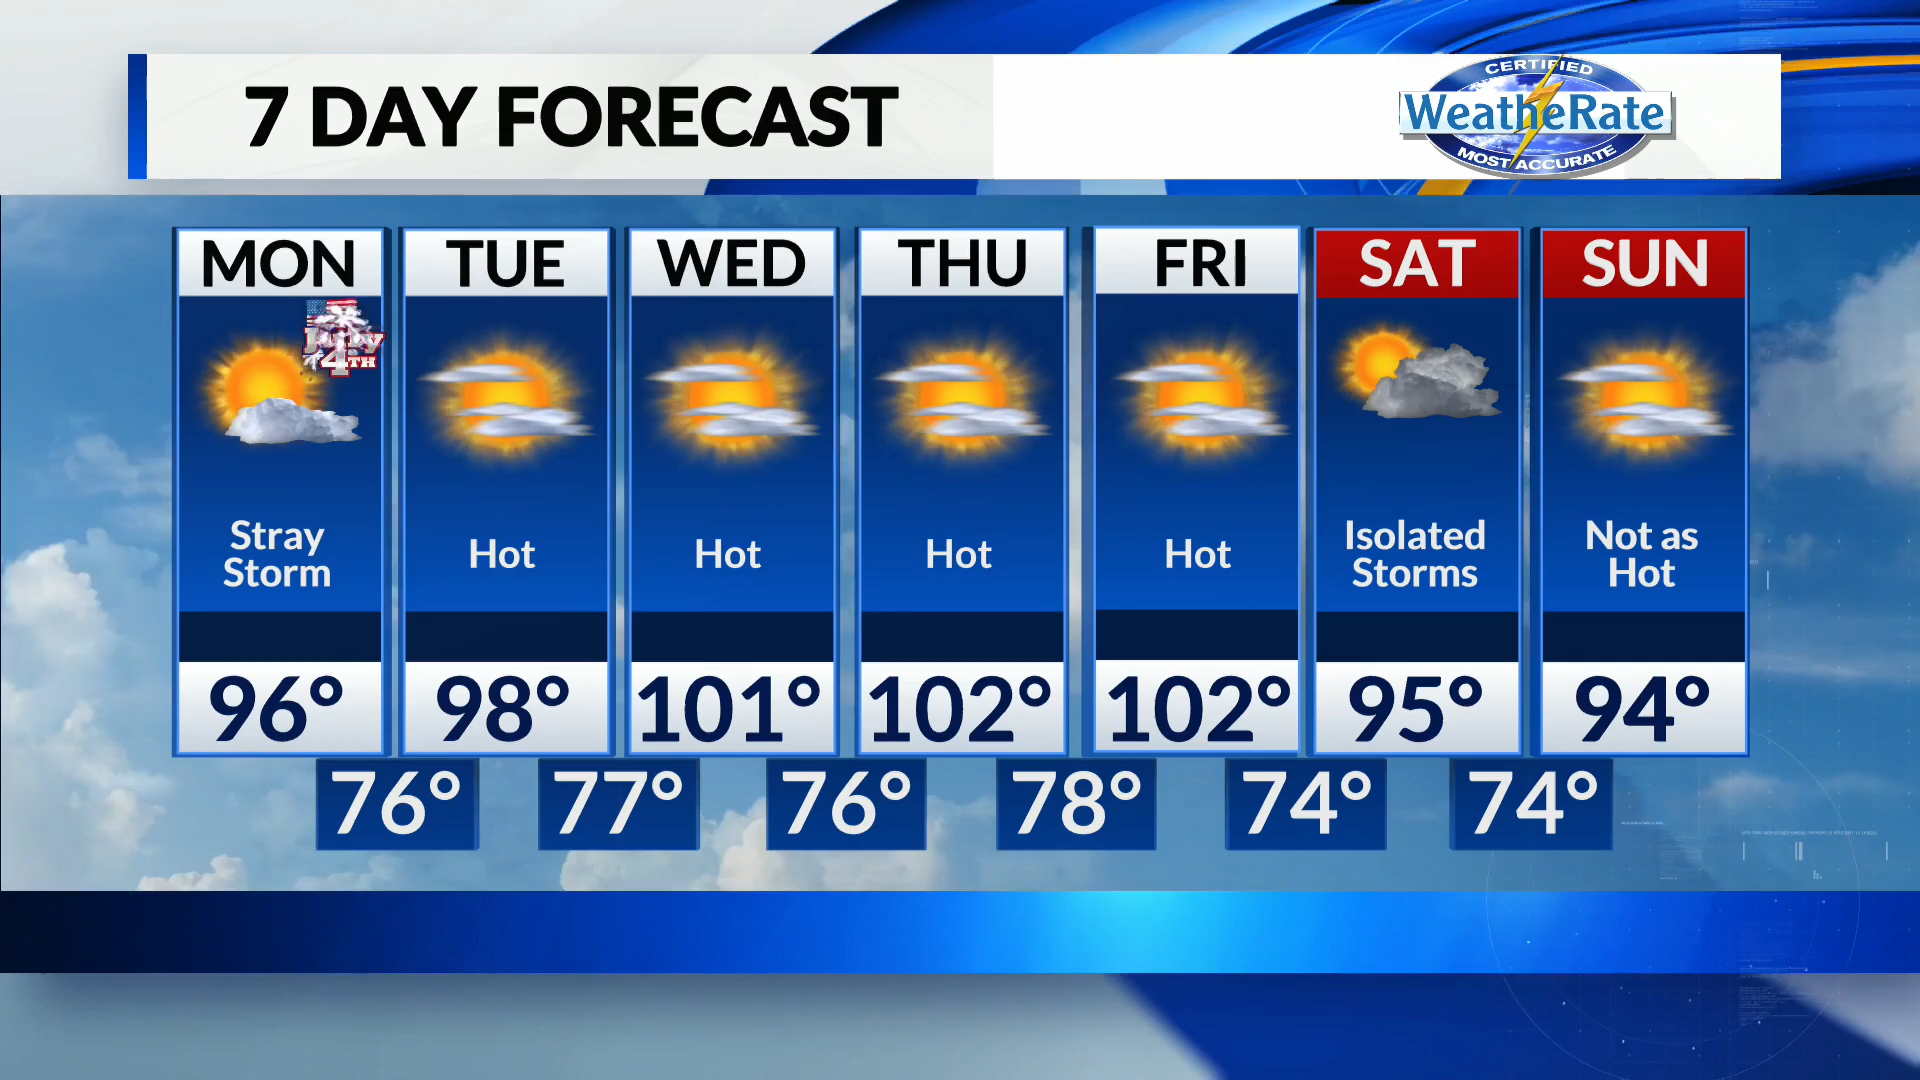 7 DAY FORECAST
CERTIFIED
WeatheRate
MOST ACCURATE
MON
TUE
WED
THU
FRI
SAT
SUN
July
4TH
Stray
Storm
Hot
Hot
Hot
Hot
Isolated
Storms
Not as
Hot
96°
98°
101°
102°
102°
95°
94°
76°
77°
76°
78°
74°
74°